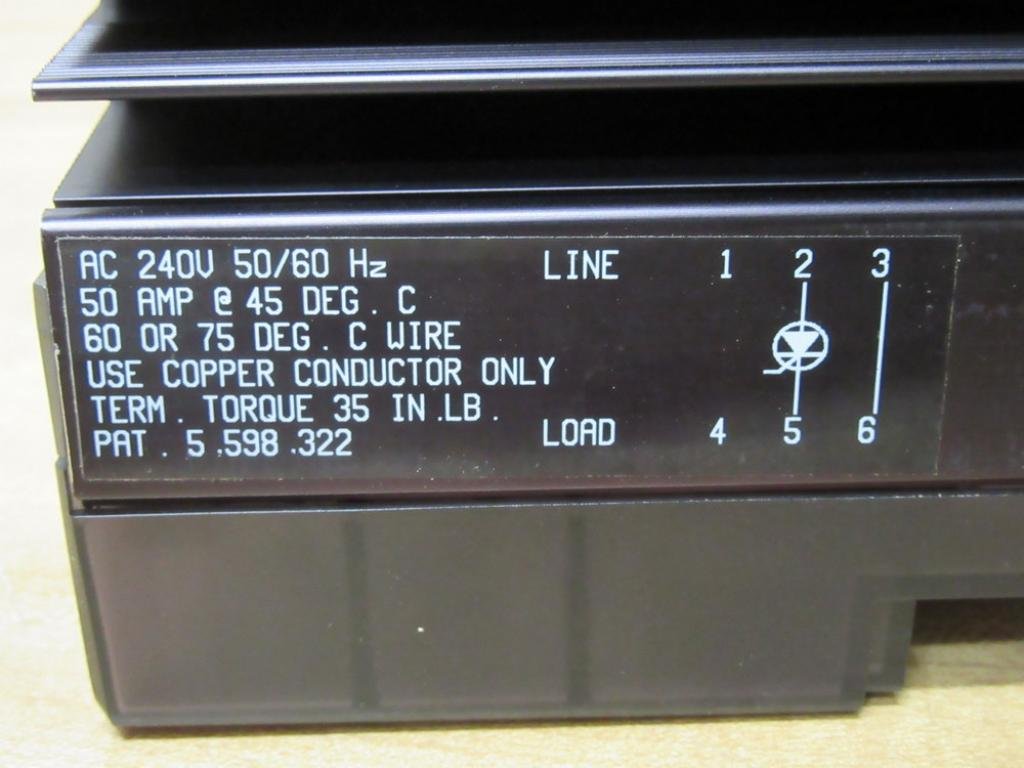 AC 240V 50/60 Hz
50 AMP @ 45 DEG. C
60 OR 75 DEG. C WIRE
USE COPPER CONDUCTOR ONLY
TERM. TORQUE 35 IN.LB.
PAT. 5,598,322
LINE 1 2 3
LOAD 4 5 6